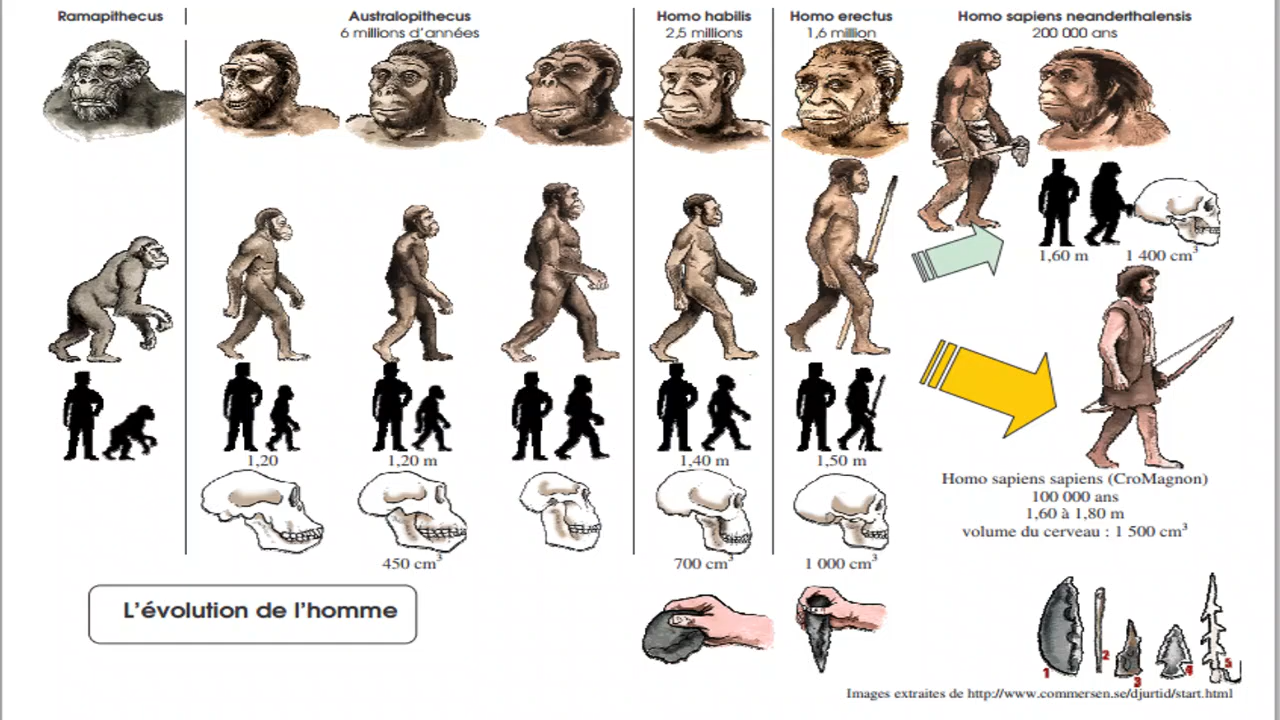 Ramapithecus
Australopithecus
6 millions d'années
Homo habilis
2,5 millions
Homo erectus
1,6 million
Homo sapiens neanderthalensis
200 000 ans
1,60 m
1 400 cm³
1,20
1,20 m
1,40 m
1,50 m
Homo sapiens sapiens (CroMagnon)
100 000 ans
1,60 à 1,80 m
volume du cerveau : 1 500 cm³
450 cm³
700 cm³
1 000 cm³
L'évolution de l'homme
1
2
3
4
5
Images extraites de http://www.commersen.se/djurtid/start.html